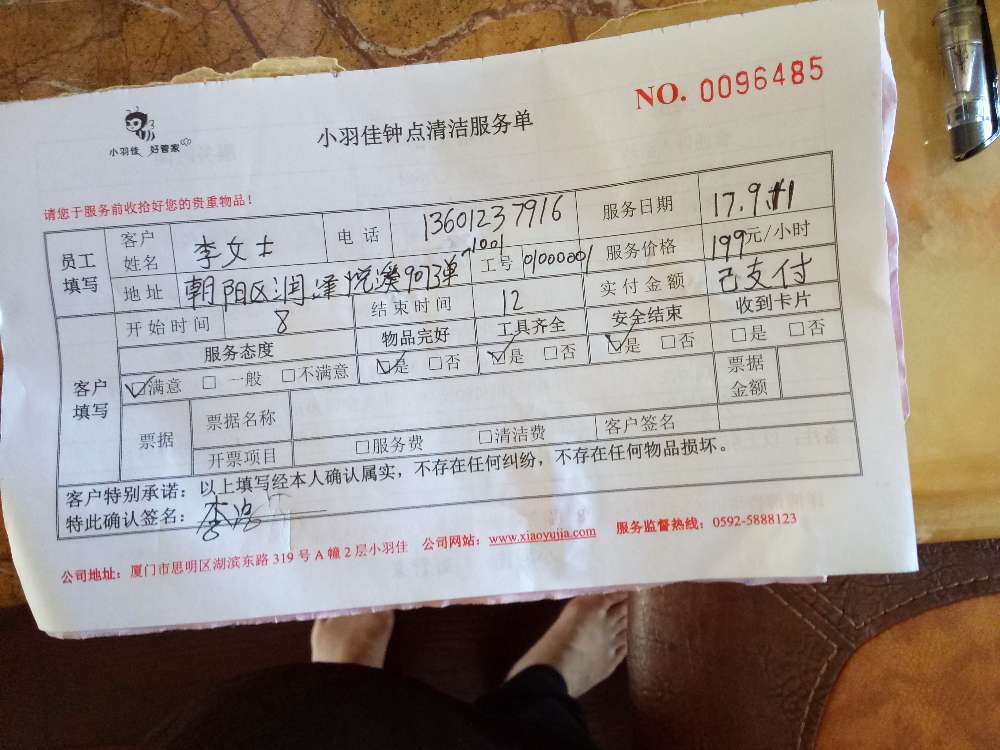 NO. 0096485
小羽佳 好管家
小羽佳钟点清洁服务单
请您于服务前收拾好您的贵重物品!
员工填写 客户姓名 李女士 电话 13601237916 服务日期 17.9.11
地址 朝阳区润泽悦溪903弹 ~1001 工号 01000001 服务价格 199元/小时
开始时间 8 结束时间 12 实付金额 已支付
客户填写 服务态度 物品完好 工具齐全 安全结束 收到卡片
☑满意 □ 一般 □不满意 ☑是 □否 ☑是 □否 ☑是 □否 □是 □否
票据 票据名称 票据金额
开票项目 □服务费 □清洁费 客户签名
客户特别承诺:以上填写经本人确认属实,不存在任何纠纷,不存在任何物品损坏。
特此确认签名: 李
公司地址:厦门市思明区湖滨东路 319 号 A 幢 2 层小羽佳 公司网站:www.xiaoyujia.com 服务监督热线:0592-5888123